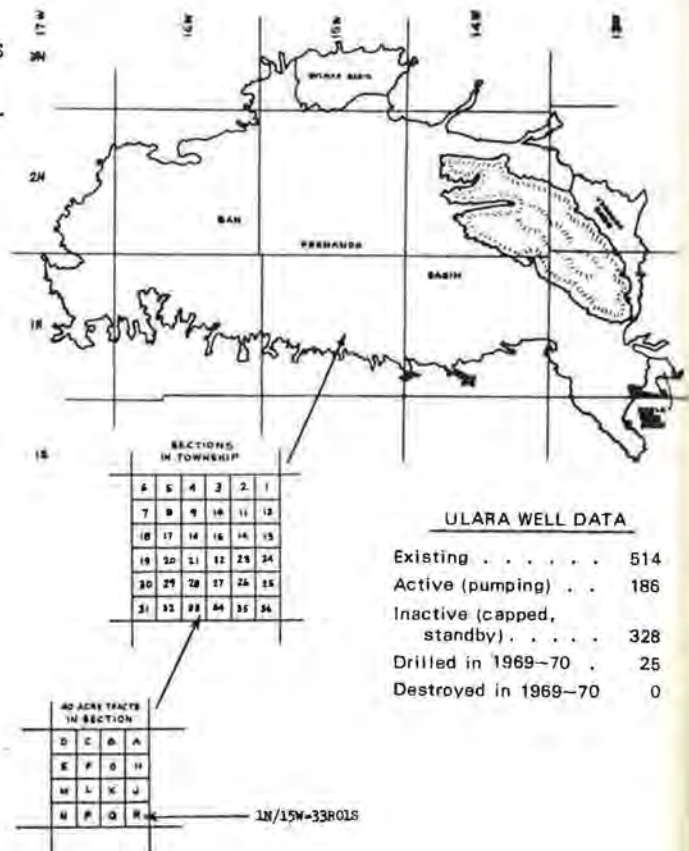 17W
16W
15W
14W
3N
2N
SAN
FERNANDO
BASIN
1N
1S
SECTIONS
IN TOWNSHIP
6 5 4 3 2 1
7 8 9 10 11 12
18 17 16 15 14 13
19 20 21 22 23 24
30 29 28 27 26 25
31 32 33 34 35 36
ULARA WELL DATA
Existing . . . . . . 514
Active (pumping) . . 186
Inactive (capped,
standby) . . . . . 328
Drilled in 1969-70 . 25
Destroyed in 1969-70 0
40 ACRE TRACTS
IN SECTION
D C B A
E F G H
M L K J
N P Q R
1N/15W-33R01S